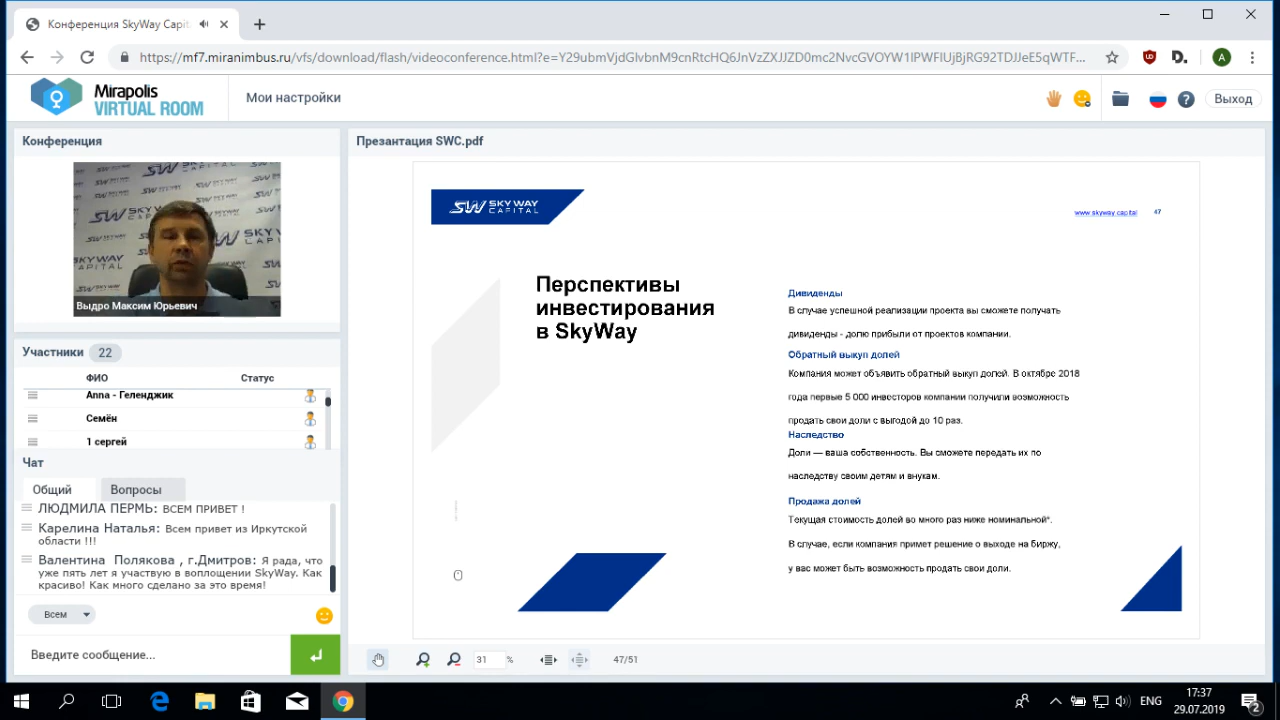 Конференция SkyWay Capi
https://mf7.miranimbus.ru/vfs/download/flash/videoconference.html?e=
Mirapolis
VIRTUAL ROOM
Мои настройки
Выход
Конференция
SKY WAY
CAPITAL
Выдро Максим Юрьевич
Участники 22
ФИО Статус
Anna - Геленджик
Семён
1 сергей
Чат
Общий Вопросы
ЛЮДМИЛА ПЕРМЬ: ВСЕМ ПРИВЕТ !
Карелина Наталья: Всем привет из Иркутской
области !!!
Валентина Полякова , г.Дмитров: Я рада, что
уже пять лет я участвую в воплощении SkyWay. Как
красиво! Как много сделано за это время!
Всем
Введите сообщение...
Презантация SWC.pdf
SW SKY WAY
CAPITAL
www.skyway.capital 47
Перспективы
инвестирования
в SkyWay
Дивиденды
В случае успешной реализации проекта вы сможете получать
дивиденды - долю прибыли от проектов компании.
Обратный выкуп долей
Компания может объявить обратный выкуп долей. В октябре 2018
года первые 5 000 инвесторов компании получили возможность
продать свои доли с выгодой до 10 раз.
Наследство
Доли — ваша собственность. Вы сможете передать их по
наследству своим детям и внукам.
Продажа долей
Текущая стоимость долей во много раз ниже номинальной*.
В случае, если компания примет решение о выходе на биржу,
у вас может быть возможность продать свои доли.
31 %
47/51
ENG
17:37
29.07.2019
2